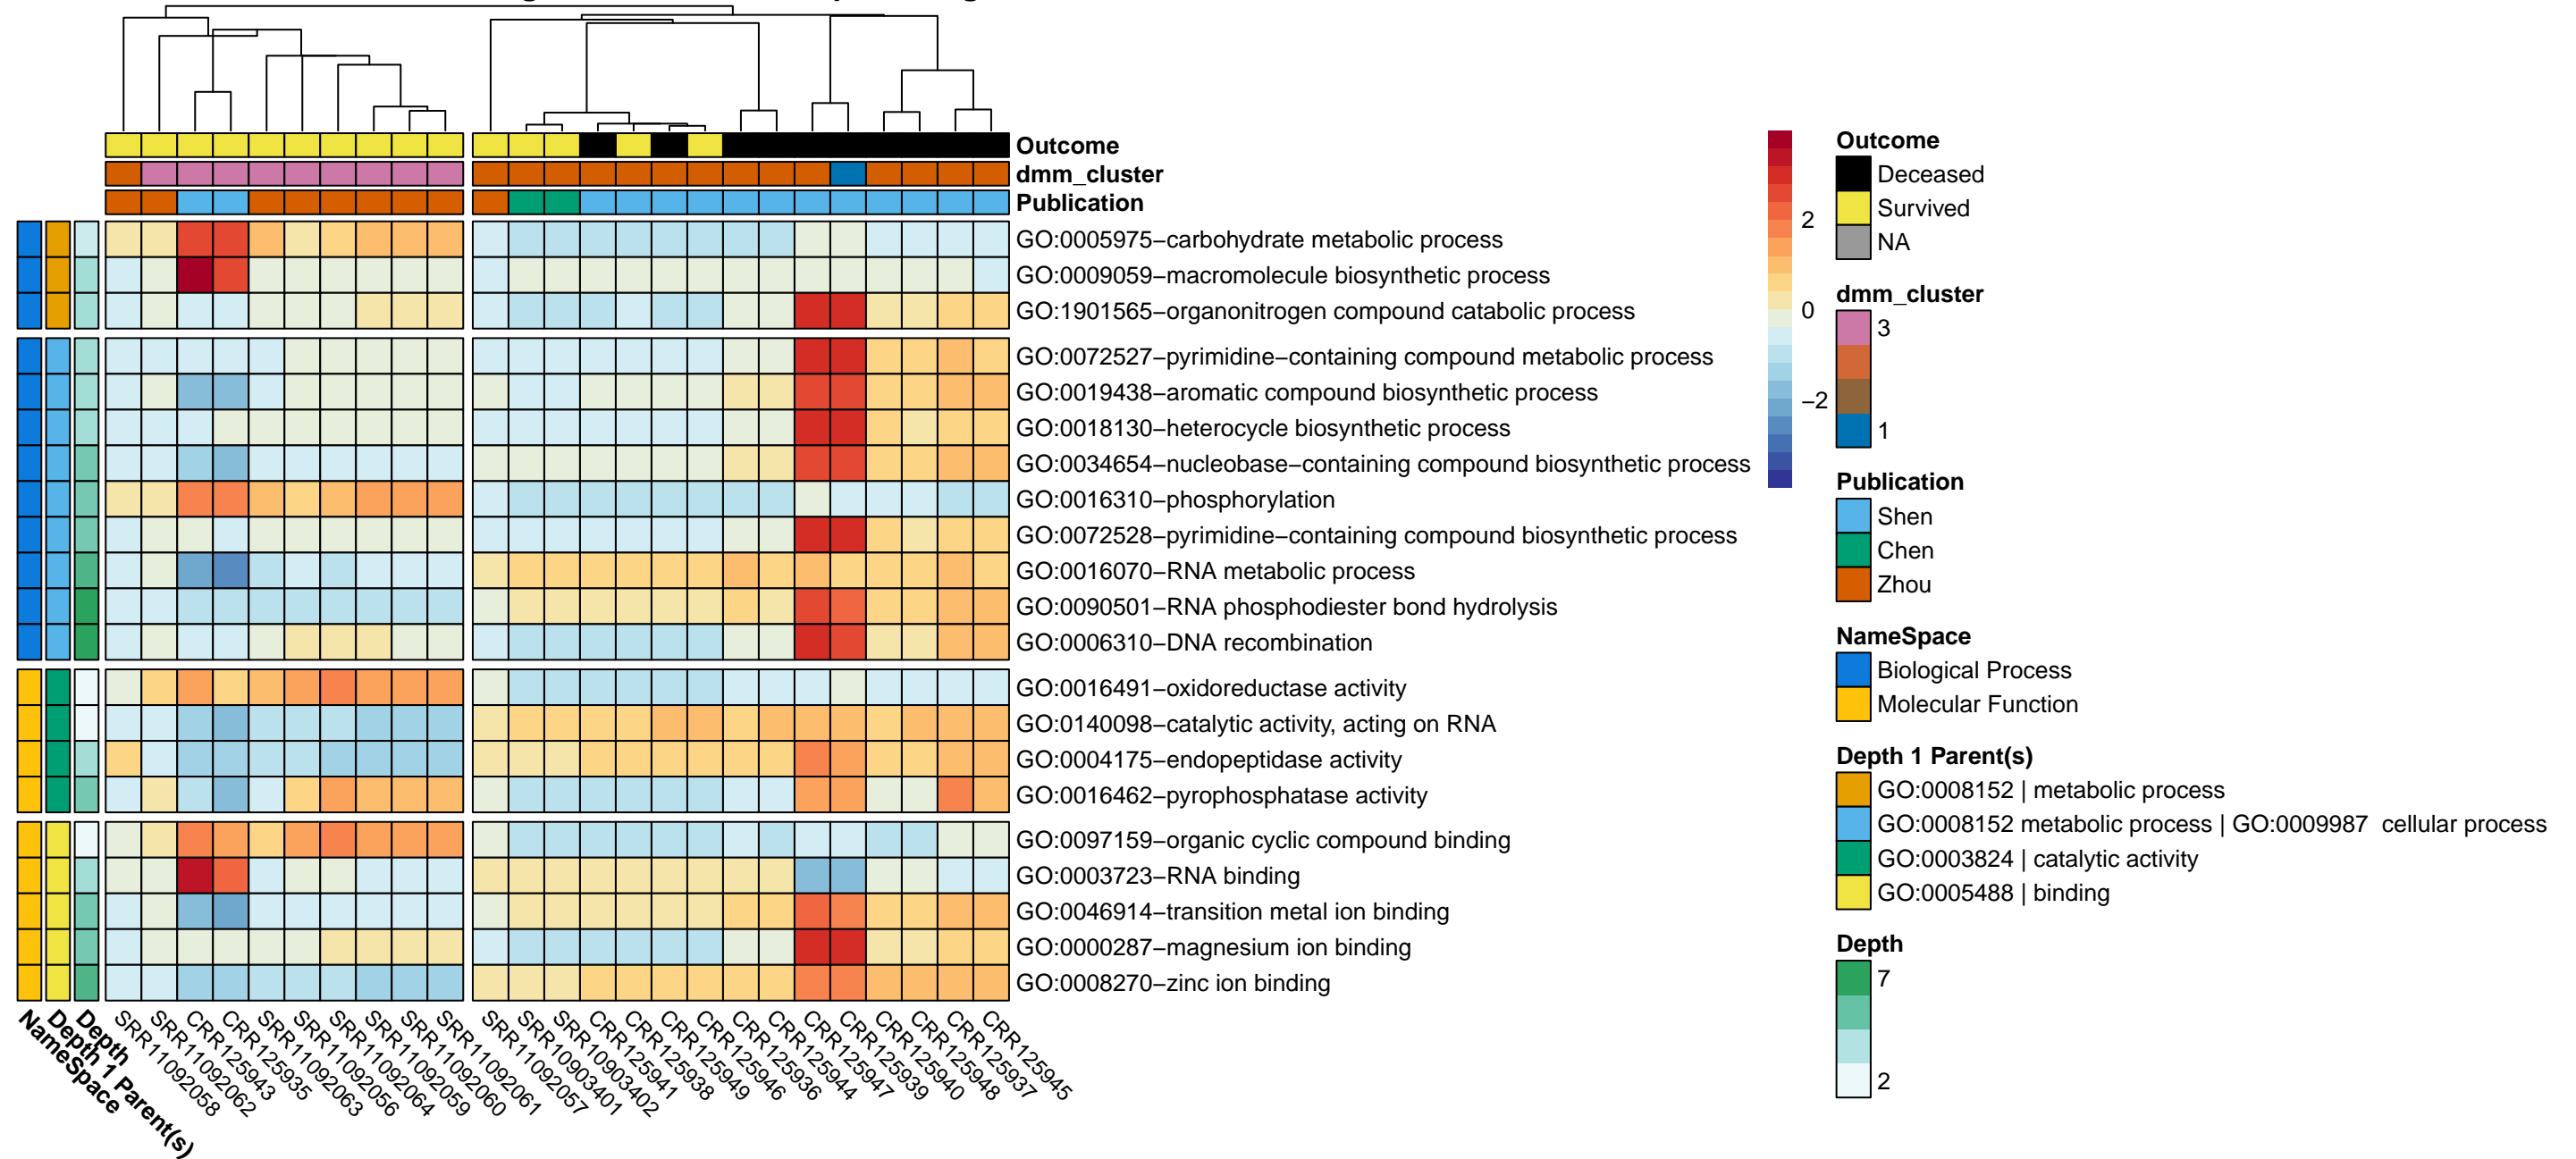 Outcome
dmm_cluster
Publication
GO:0005975−carbohydrate metabolic process
GO:0009059−macromolecule biosynthetic process
GO:1901565−organonitrogen compound catabolic process
GO:0072527−pyrimidine−containing compound metabolic process
GO:0019438−aromatic compound biosynthetic process
GO:0018130−heterocycle biosynthetic process
GO:0034654−nucleobase−containing compound biosynthetic process
GO:0016310−phosphorylation
GO:0072528−pyrimidine−containing compound biosynthetic process
GO:0016070−RNA metabolic process
GO:0090501−RNA phosphodiester bond hydrolysis
GO:0006310−DNA recombination
GO:0016491−oxidoreductase activity
GO:0140098−catalytic activity, acting on RNA
GO:0004175−endopeptidase activity
GO:0016462−pyrophosphatase activity
GO:0097159−organic cyclic compound binding
GO:0003723−RNA binding
GO:0046914−transition metal ion binding
GO:0000287−magnesium ion binding
GO:0008270−zinc ion binding
NameSpace
Depth 1 Parent(s)
Depth
SRR11092058
SRR11092062
CRR125943
CRR125935
SRR11092063
SRR11092056
SRR11092064
SRR11092059
SRR11092060
SRR11092061
SRR11092057
SRR10903401
SRR10903402
CRR125941
CRR125938
CRR125949
CRR125946
CRR125936
CRR125944
CRR125947
CRR125939
CRR125940
CRR125948
CRR125937
CRR125945
2
0
−2
Outcome
Deceased
Survived
NA
dmm_cluster
3
1
Publication
Shen
Chen
Zhou
NameSpace
Biological Process
Molecular Function
Depth 1 Parent(s)
GO:0008152 | metabolic process
GO:0008152 metabolic process | GO:0009987 cellular process
GO:0003824 | catalytic activity
GO:0005488 | binding
Depth
7
2